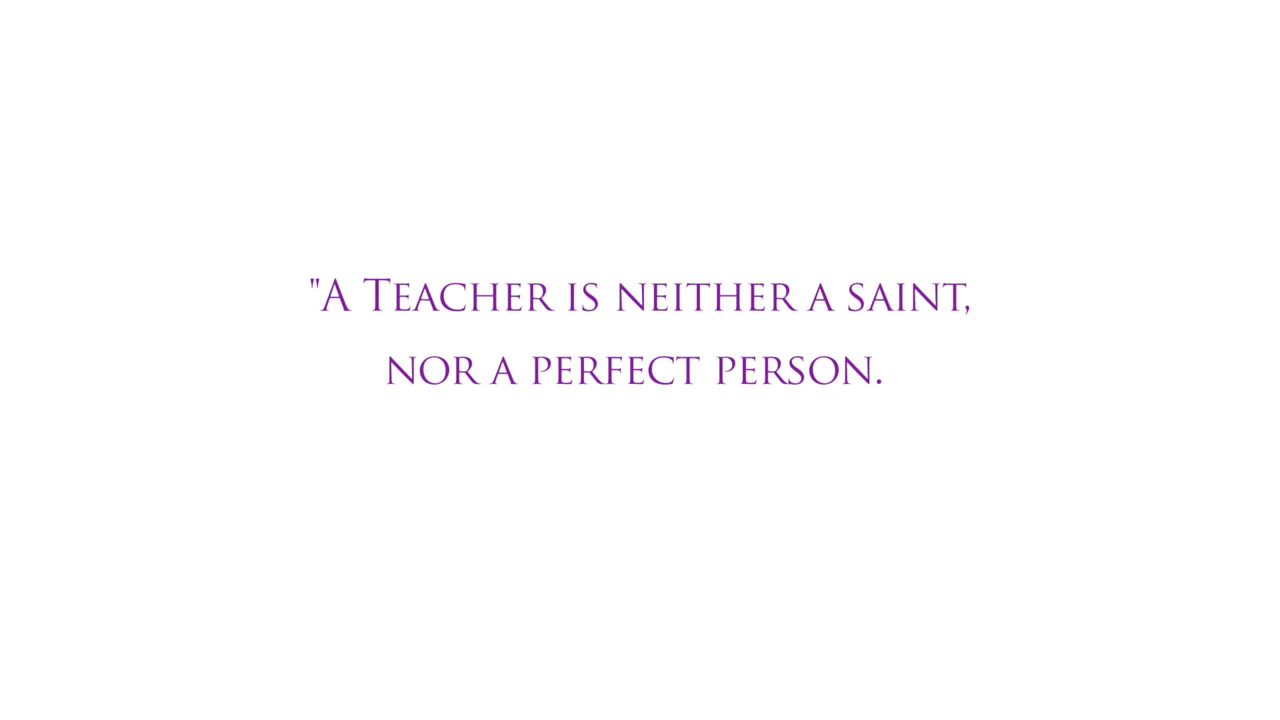 "A Teacher is neither a saint,
nor a perfect person.